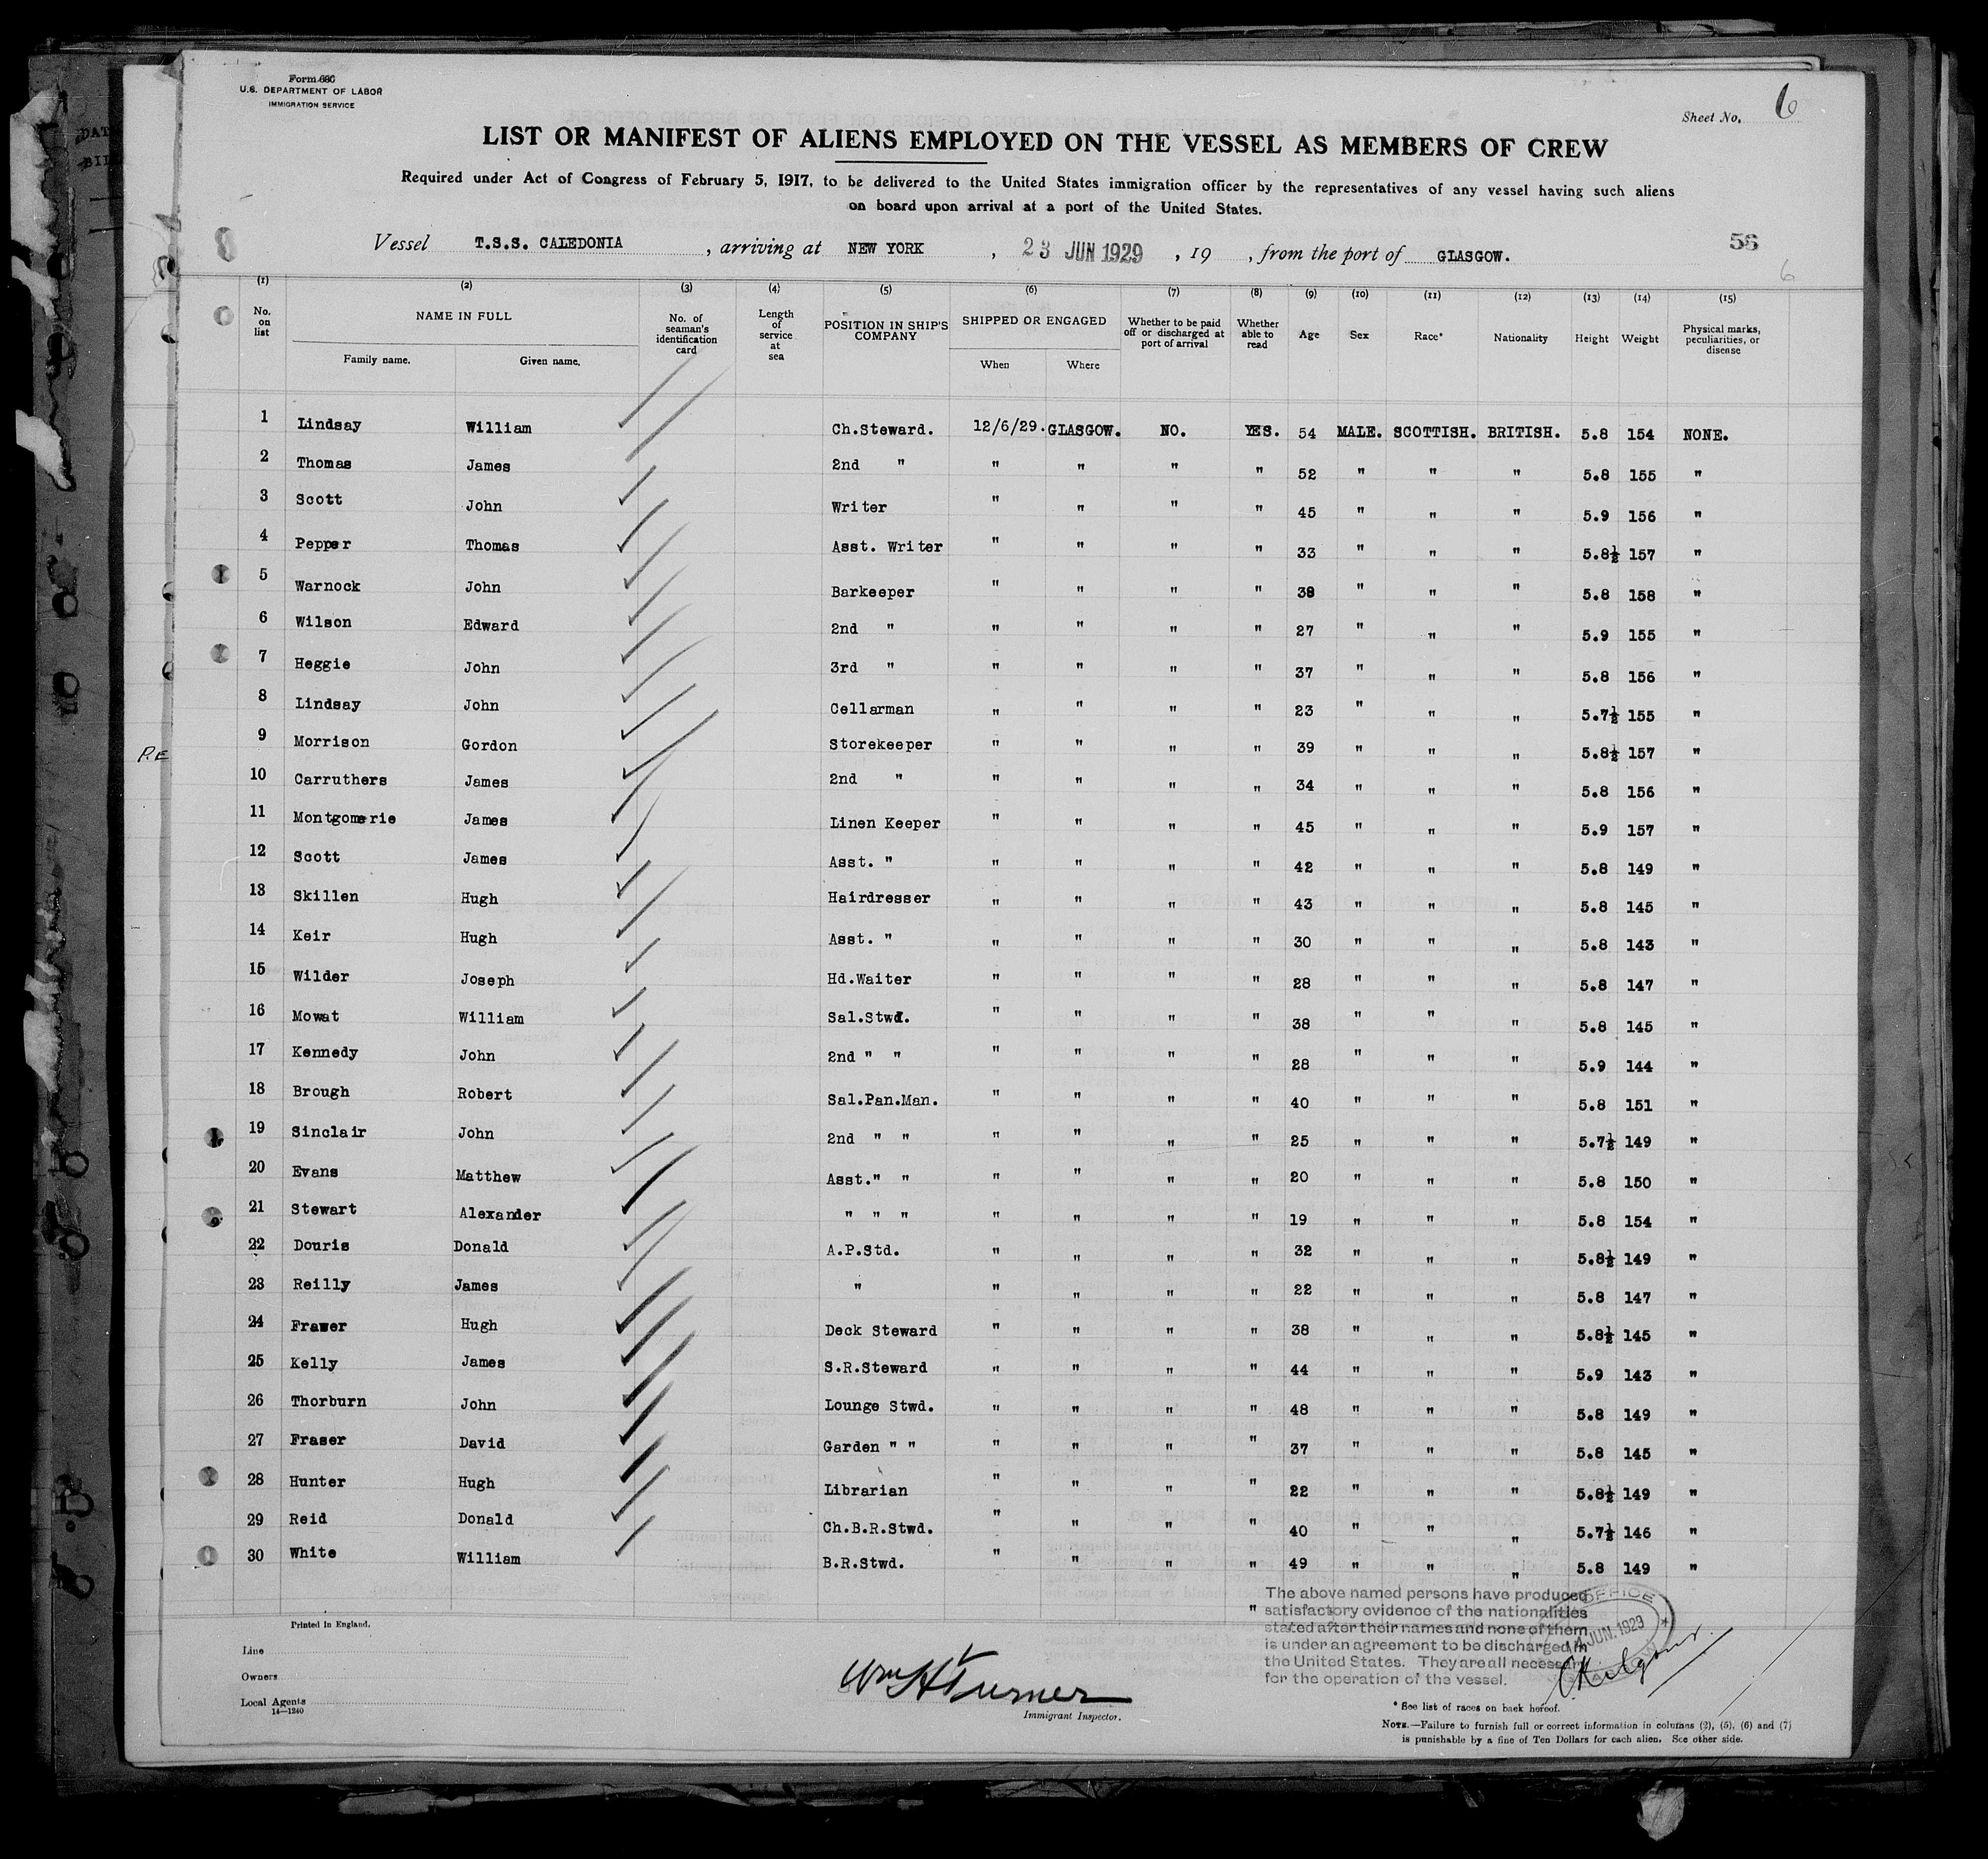 Form 680
U.S. DEPARTMENT OF LABOR
IMMIGRATION SERVICE
Sheet No. 6
LIST OR MANIFEST OF ALIENS EMPLOYED ON THE VESSEL AS MEMBERS OF CREW
Required under Act of Congress of February 5, 1917, to be delivered to the United States immigration officer by the representatives of any vessel having such aliens
on board upon arrival at a port of the United States.
56
Vessel T.S.S. CALEDONIA, arriving at NEW YORK, 23 JUN 1929, 19 , from the port of GLASGOW.
6
(1) (2) (3) (4) (5) (6) (7) (8) (9) (10) (11) (12) (13) (14) (15)
No. on list NAME IN FULL Family name. Given name. No. of seaman's identification card Length of service at sea POSITION IN SHIP'S COMPANY SHIPPED OR ENGAGED When Where Whether to be paid off or discharged at port of arrival Whether able to read Age Sex Race* Nationality Height Weight Physical marks, peculiarities, or disease
1 Lindsay William Ch.Steward. 12/6/29. GLASGOW. NO. YES. 54 MALE. SCOTTISH. BRITISH. 5.8 154 NONE.
2 Thomas James 2nd " " " " " 52 " " " 5.8 155 "
3 Scott John Writer " " " " 45 " " " 5.9 156 "
4 Pepper Thomas Asst. Writer " " " " 33 " " " 5.8½ 157 "
5 Warnock John Barkeeper " " " " 38 " " " 5.8 158 "
6 Wilson Edward 2nd " " " " " 27 " " " 5.9 155 "
7 Heggie John 3rd " " " " " 37 " " " 5.8 156 "
8 Lindsay John Cellarman " " " " 23 " " " 5.7½ 155 "
9 Morrison Gordon Storekeeper " " " " 39 " " " 5.8½ 157 "
10 Carruthers James 2nd " " " " " 34 " " " 5.8 156 "
11 Montgomerie James Linen Keeper " " " " 45 " " " 5.9 157 "
12 Scott James Asst. " " " " " 42 " " " 5.8 149 "
13 Skillen Hugh Hairdresser " " " " 43 " " " 5.8 145 "
14 Keir Hugh Asst. " " " " " 30 " " " 5.8 143 "
15 Wilder Joseph Hd.Waiter " " " " 28 " " " 5.8 147 "
16 Mowat William Sal.Stwd. " " " " 38 " " " 5.8 145 "
17 Kennedy John 2nd " " " " " " 28 " " " 5.9 144 "
18 Brough Robert Sal.Pan.Man. " " " " 40 " " " 5.8 151 "
19 Sinclair John 2nd " " " " " " 25 " " " 5.7½ 149 "
20 Evans Matthew Asst." " " " " " 20 " " " 5.8 150 "
21 Stewart Alexander " " " " " " " 19 " " " 5.8 154 "
22 Douris Donald A.P.Std. " " " " 32 " " " 5.8½ 149 "
23 Reilly James " " " " " 22 " " " 5.8 147 "
24 Frawer Hugh Deck Steward " " " " 38 " " " 5.8½ 145 "
25 Kelly James S.R.Steward " " " " 44 " " " 5.9 143 "
26 Thorburn John Lounge Stwd. " " " " 48 " " " 5.8 149 "
27 Fraser David Garden " " " " " " 37 " " " 5.8 145 "
28 Hunter Hugh Librarian " " " " 22 " " " 5.8½ 149 "
29 Reid Donald Ch.B.R.Stwd. " " " " 40 " " " 5.7½ 146 "
30 White William B.R.Stwd. " " " " 49 " " " 5.8 149 "
The above named persons have produced
" satisfactory evidence of the nationalities
stated after their names and none of them
is under an agreement to be discharged in
the United States. They are all necessary
for the operation of the vessel.
OFFICE
14 JUN. 1929
Printed in England.
Line
Owners
Local Agents
14—1240
Wm H Turner
Immigrant Inspector.
* See list of races on back hereof.
NOTE.—Failure to furnish full or correct information in columns (2), (5), (6) and (7)
is punishable by a fine of Ten Dollars for each alien. See other side.
P.E